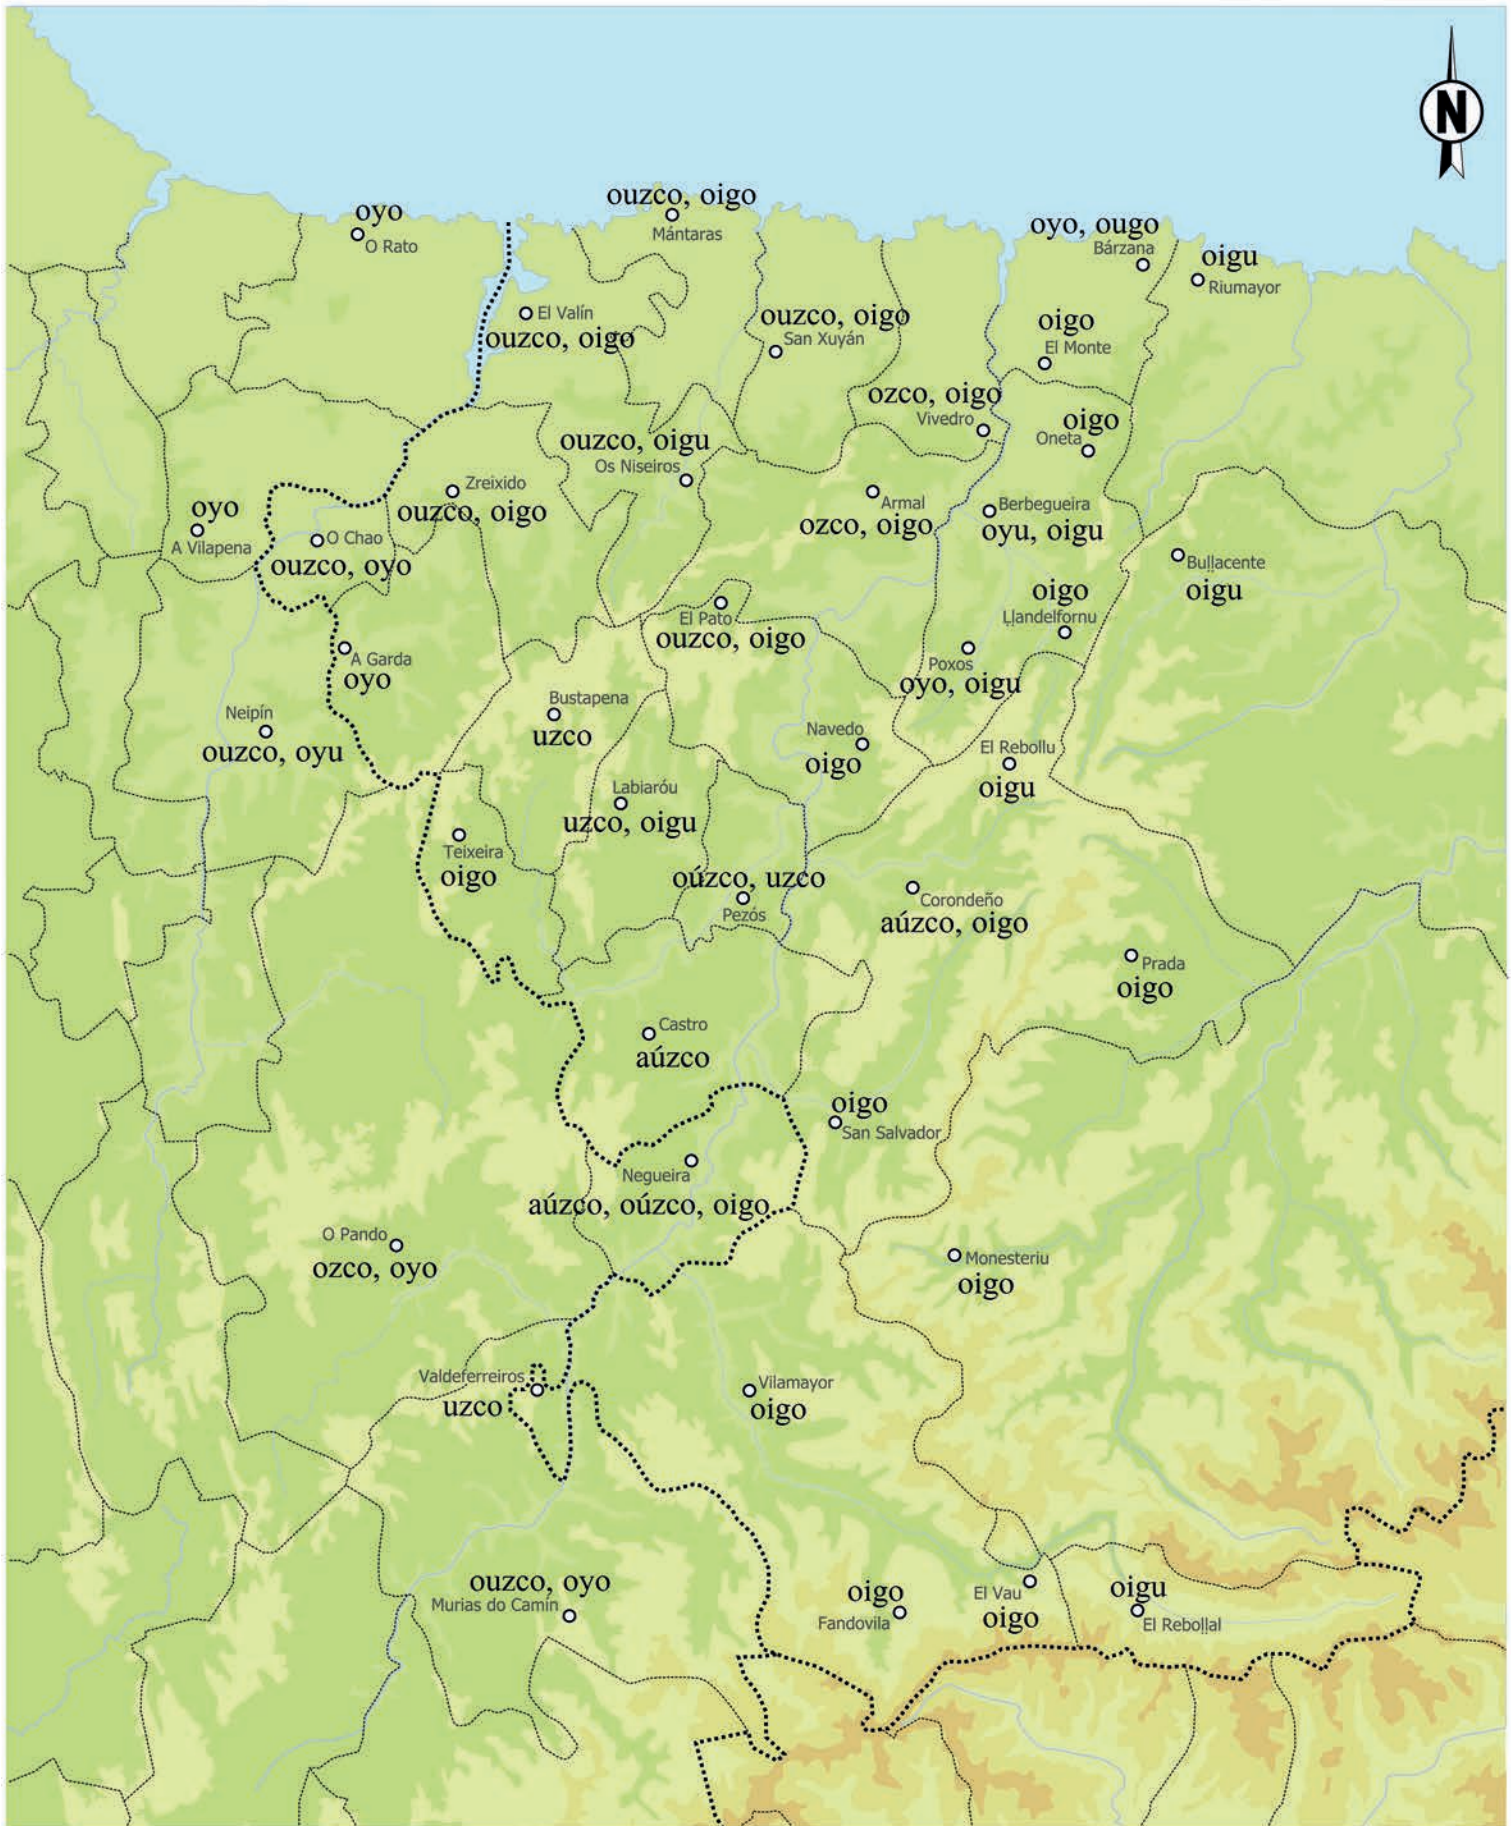 N
ouzco, oigo
Mántaras
oyo
O Rato
oyo, ougo
Bárzana
oigu
Riumayor
El Valín
ouzco, oigo
ouzco, oigo
San Xuyán
oigo
El Monte
ozco, oigo
Vivedro
oigo
Oneta
ouzco, oigu
Os Niseiros
Zreixido
ouzco, oigo
Armal
ozco, oigo
Berbegueira
oyu, oigu
oyo
A Vilapena
O Chao
ouzco, oyo
Bullacente
oigu
oigo
Llandelfornu
El Pato
ouzco, oigo
A Garda
oyo
Poxos
oyo, oigu
Bustapena
uzco
Neipín
ouzco, oyu
Navedo
oigo
El Rebollu
oigu
Labiaróu
uzco, oigu
Teixeira
oigo
oúzco, uzco
Pezós
Corondeño
aúzco, oigo
Prada
oigo
Castro
aúzco
oigo
San Salvador
Negueira
aúzco, oúzco, oigo
O Pando
ozco, oyo
Monesteriu
oigo
Valdeferreiros
uzco
Vilamayor
oigo
ouzco, oyo
Murias do Camín
oigo
Fandovila
El Vau
oigo
oigu
El Rebollal